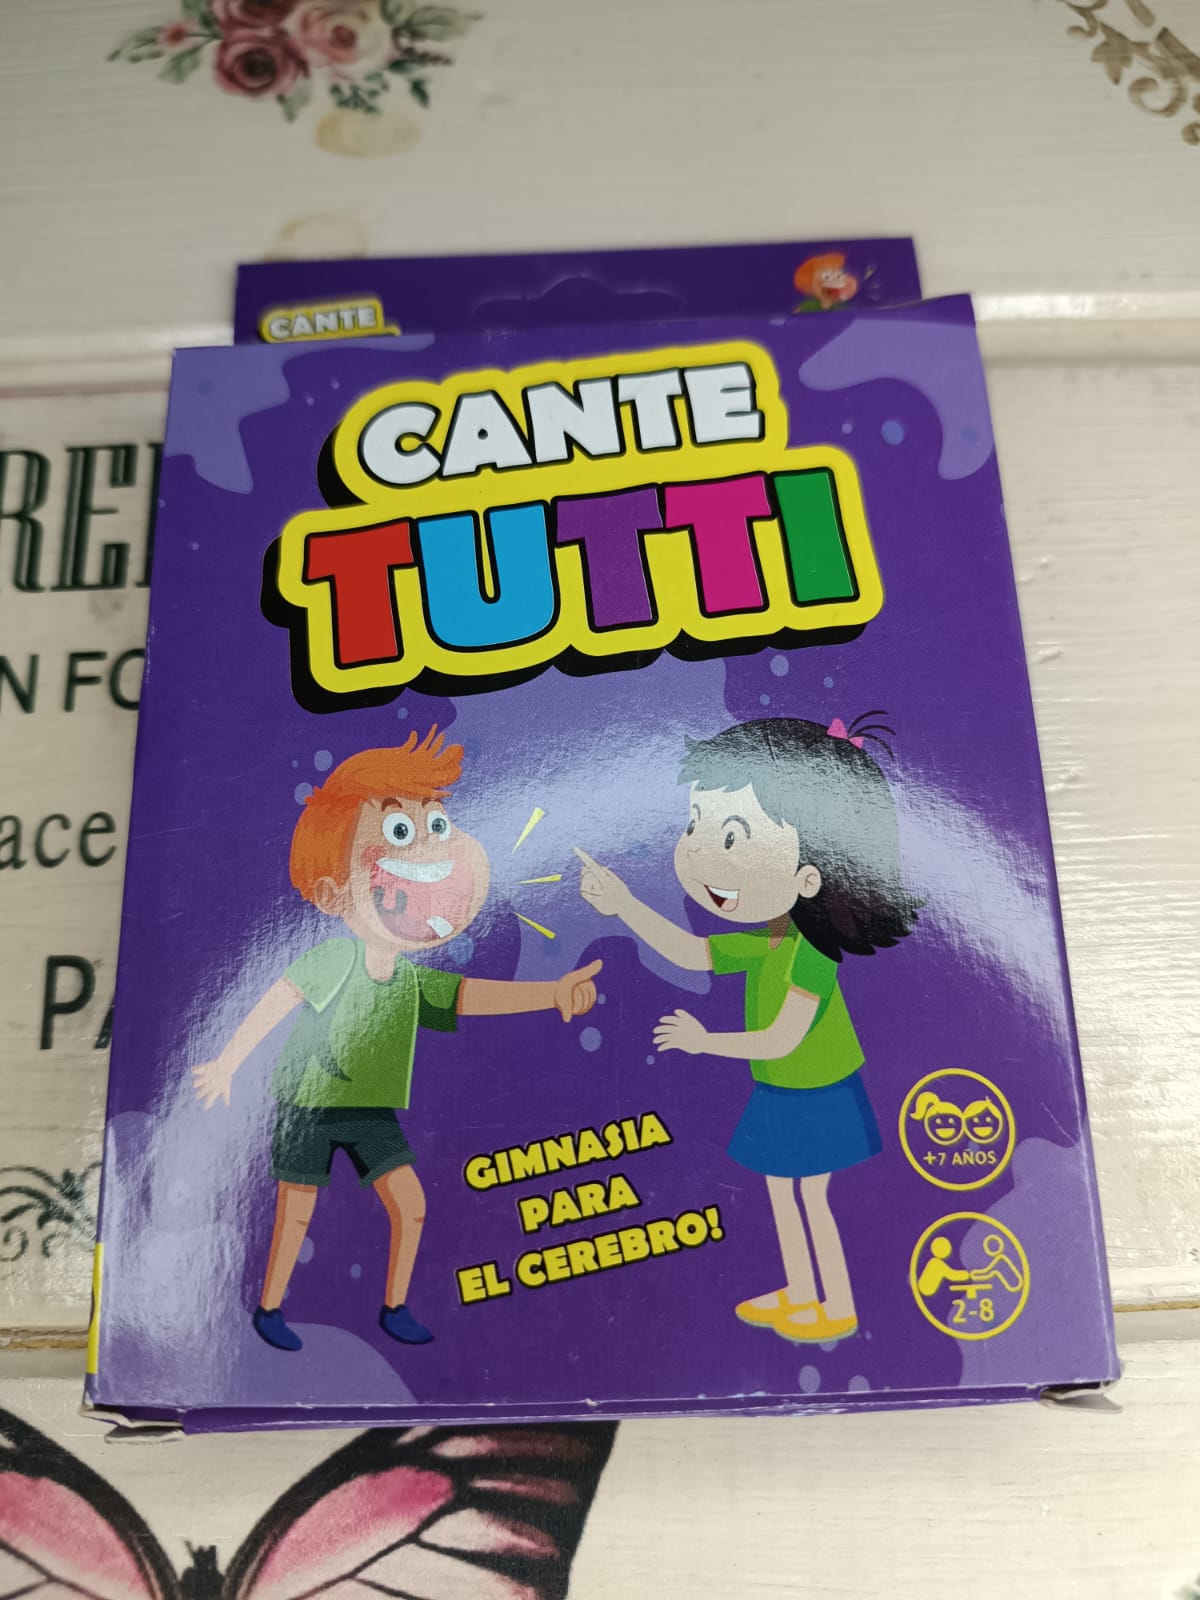 CANTE
CANTE
TUTTI
GIMNASIA
PARA
EL CEREBRO!
+7 AÑOS
2-8